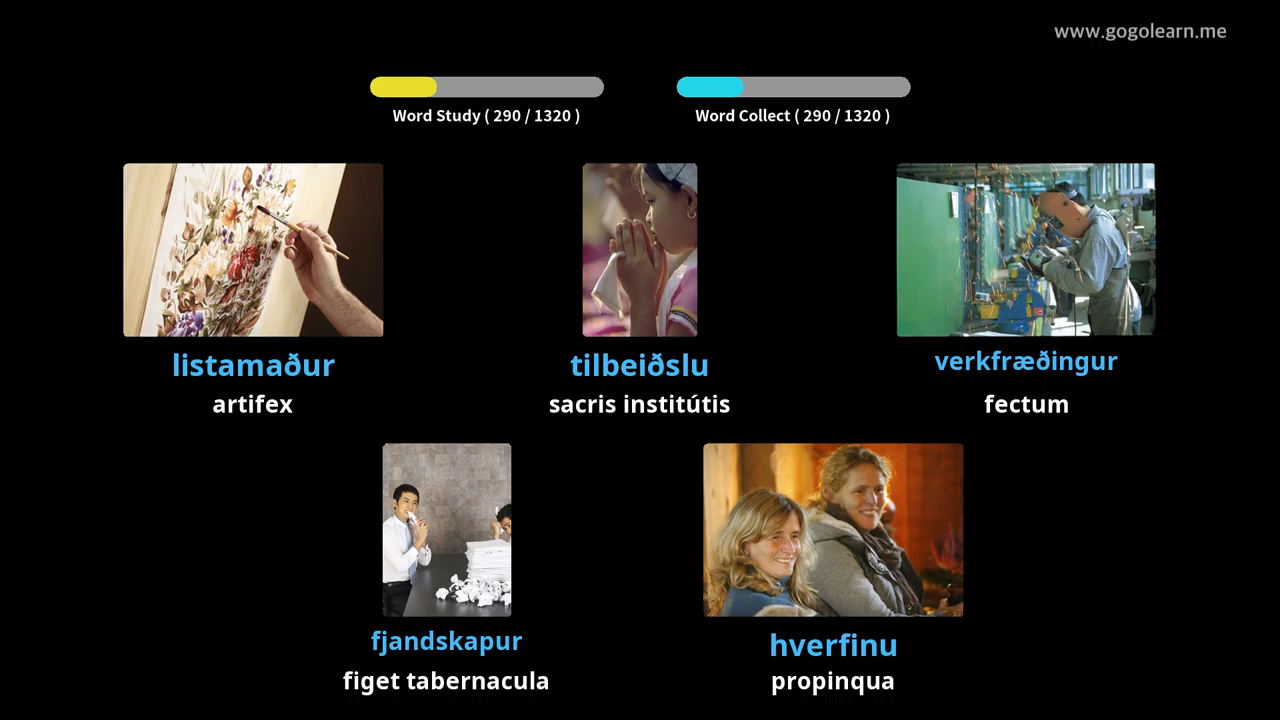 www.gogolearn.me
Word Study ( 290 / 1320 )
Word Collect ( 290 / 1320 )
listamaður
tilbeiðslu
verkfræðingur
artifex
sacris institútis
fectum
fjandskapur
hverfinu
figet tabernacula
propinqua